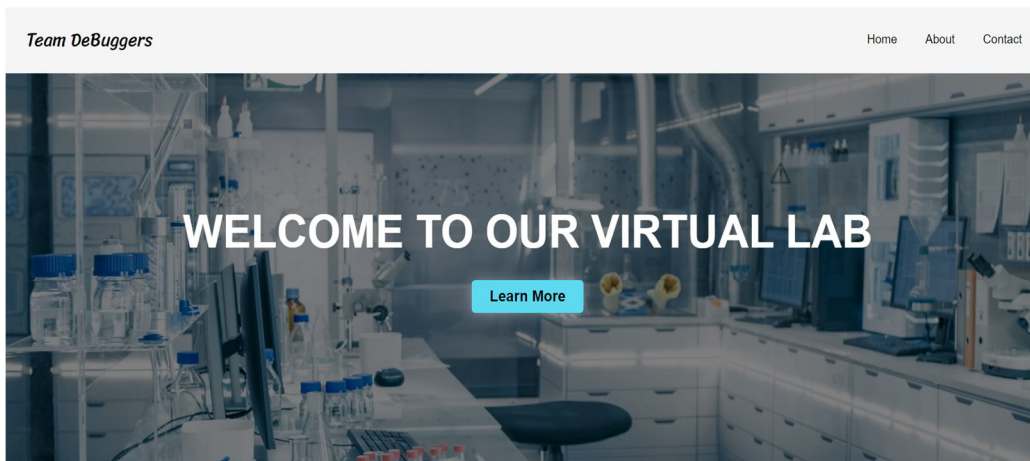 Team DeBuggers
Home About Contact
WELCOME TO OUR VIRTUAL LAB
Learn More